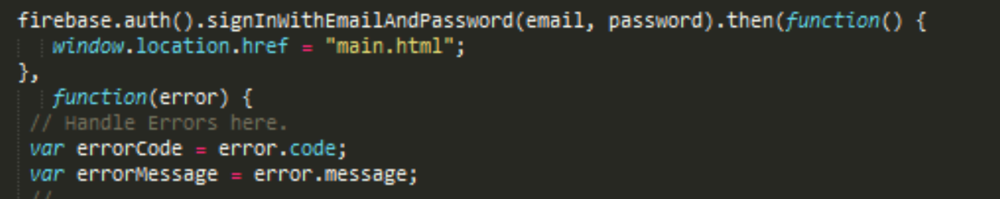 firebase.auth().signInWithEmailAndPassword(email, password).then(function() {
window.location.href = "main.html";
},
function(error) {
// Handle Errors here.
var errorCode = error.code;
var errorMessage = error.message;
//